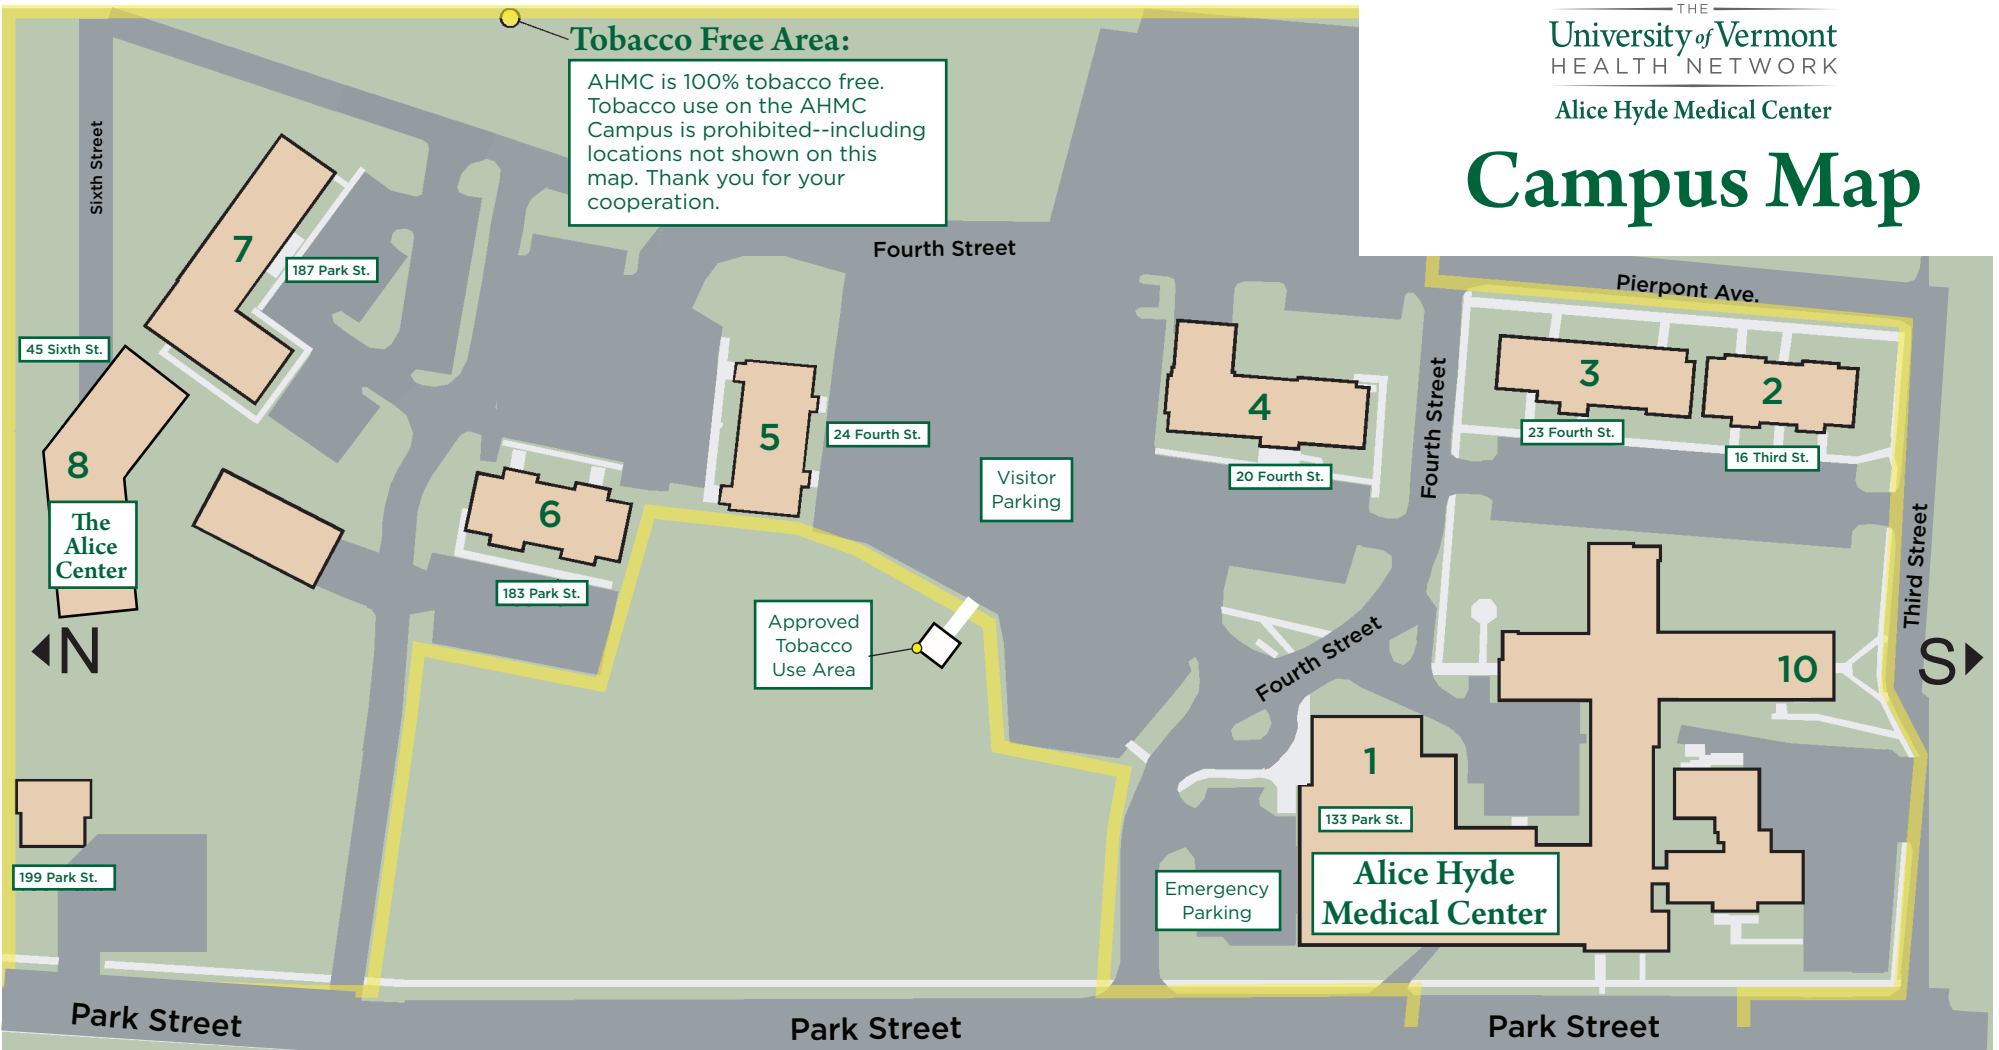 THE
University of Vermont
HEALTH NETWORK
Alice Hyde Medical Center
Campus Map
Tobacco Free Area:
AHMC is 100% tobacco free.
Tobacco use on the AHMC
Campus is prohibited--including
locations not shown on this
map. Thank you for your
cooperation.
Sixth Street
Fourth Street
Pierpont Ave.
7
187 Park St.
45 Sixth St.
8
The
Alice
Center
6
183 Park St.
5
24 Fourth St.
Visitor
Parking
4
20 Fourth St.
Fourth Street
3
23 Fourth St.
2
16 Third St.
Third Street
N
Approved
Tobacco
Use Area
Fourth Street
10
S
1
133 Park St.
Alice Hyde
Medical Center
Emergency
Parking
199 Park St.
Park Street
Park Street
Park Street